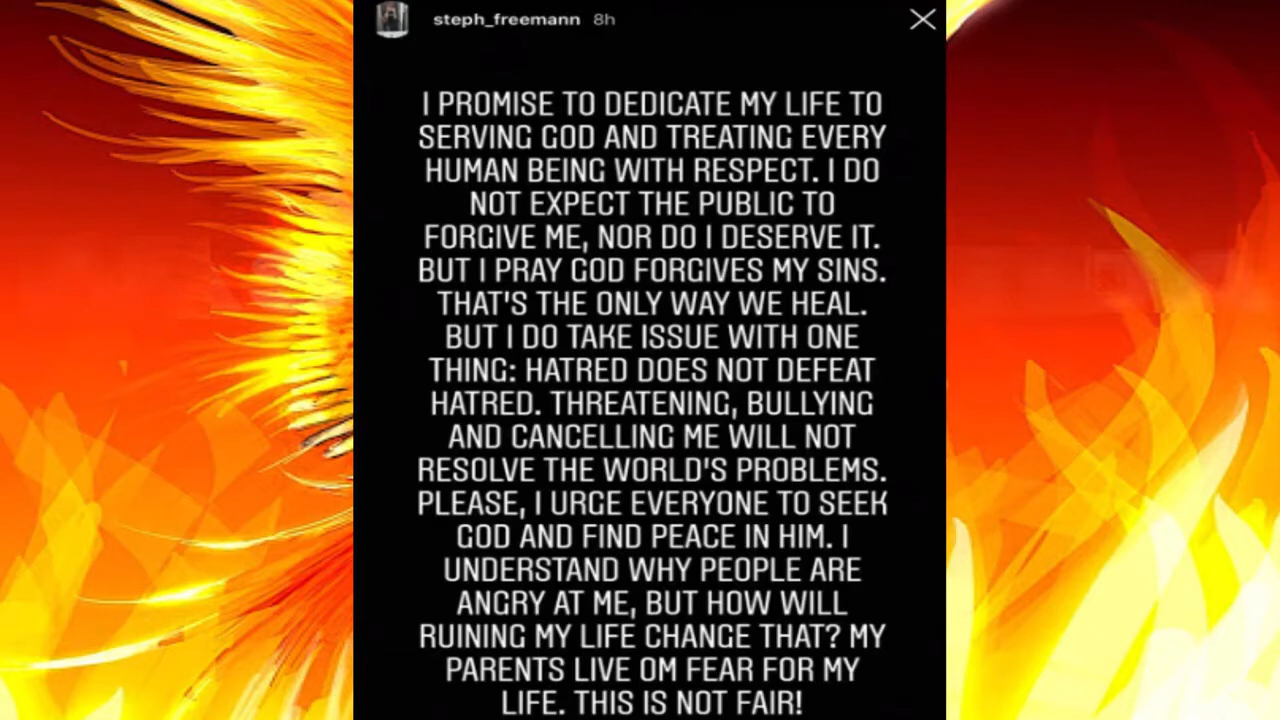 steph_freemann 8h
I PROMISE TO DEDICATE MY LIFE TO
SERVING GOD AND TREATING EVERY
HUMAN BEING WITH RESPECT. I DO
NOT EXPECT THE PUBLIC TO
FORGIVE ME, NOR DO I DESERVE IT.
BUT I PRAY GOD FORGIVES MY SINS.
THAT'S THE ONLY WAY WE HEAL.
BUT I DO TAKE ISSUE WITH ONE
THING: HATRED DOES NOT DEFEAT
HATRED. THREATENING, BULLYING
AND CANCELLING ME WILL NOT
RESOLVE THE WORLD'S PROBLEMS.
PLEASE, I URGE EVERYONE TO SEEK
GOD AND FIND PEACE IN HIM. I
UNDERSTAND WHY PEOPLE ARE
ANGRY AT ME, BUT HOW WILL
RUINING MY LIFE CHANGE THAT? MY
PARENTS LIVE OM FEAR FOR MY
LIFE. THIS IS NOT FAIR!